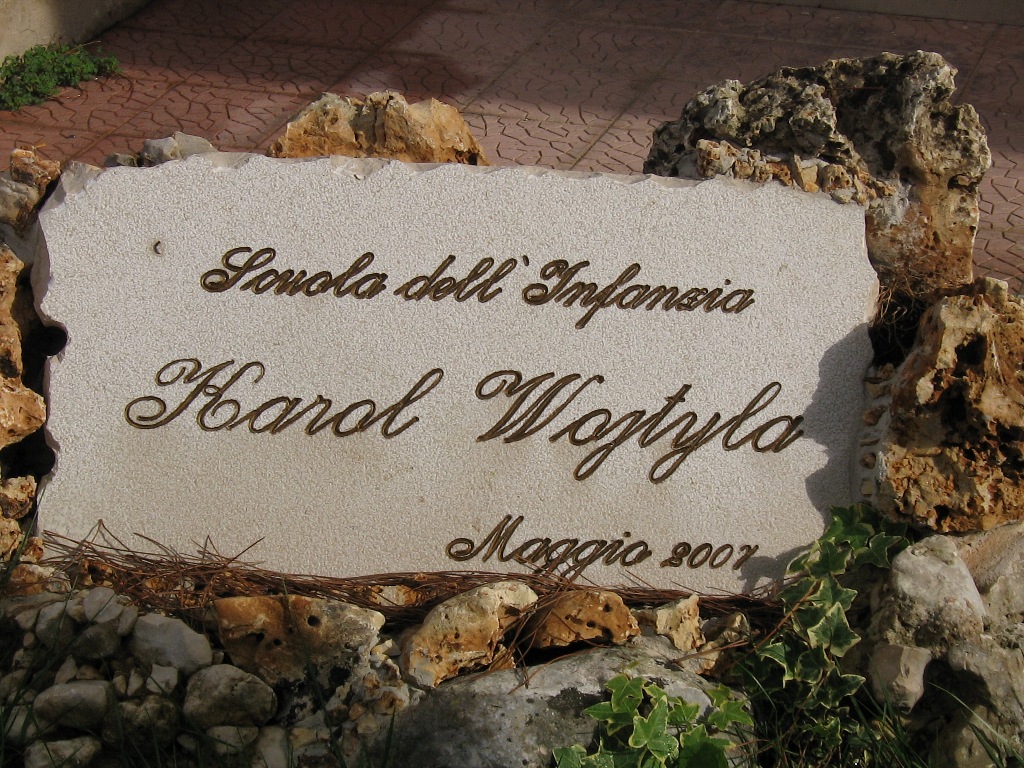 Scuola dell'Infanzia
Karol Wojtyla
Maggio 2007